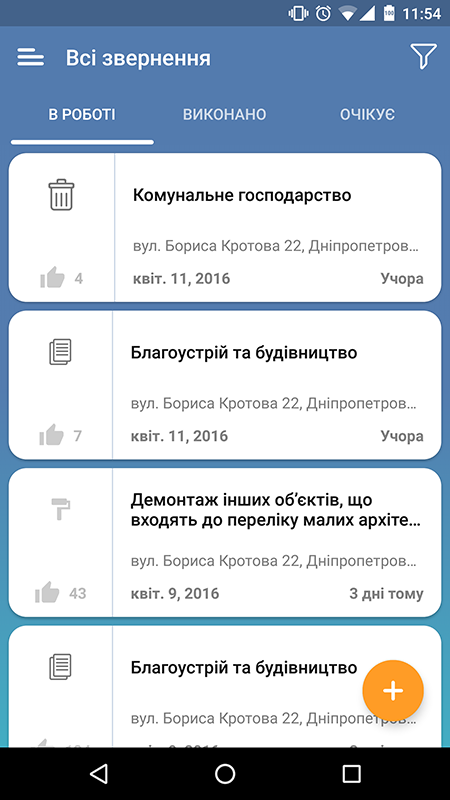 11:54
Всі звернення
В РОБОТІ ВИКОНАНО ОЧІКУЄ
Комунальне господарство
вул. Бориса Кротова 22, Дніпропетров...
4 квіт. 11, 2016 Учора
Благоустрій та будівництво
вул. Бориса Кротова 22, Дніпропетров...
7 квіт. 11, 2016 Учора
Демонтаж інших об’єктів, що
входять до переліку малих архіте...
вул. Бориса Кротова 22, Дніпропетров...
43 квіт. 9, 2016 3 дні тому
Благоустрій та будівництво
вул. Бориса Кротова 22, Дніпропетров...